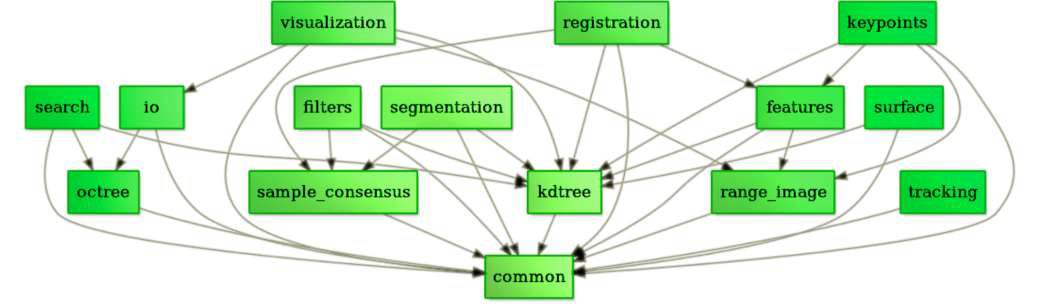 visualization
registration
keypoints
search
io
filters
segmentation
features
surface
octree
sample_consensus
kdtree
range_image
tracking
common